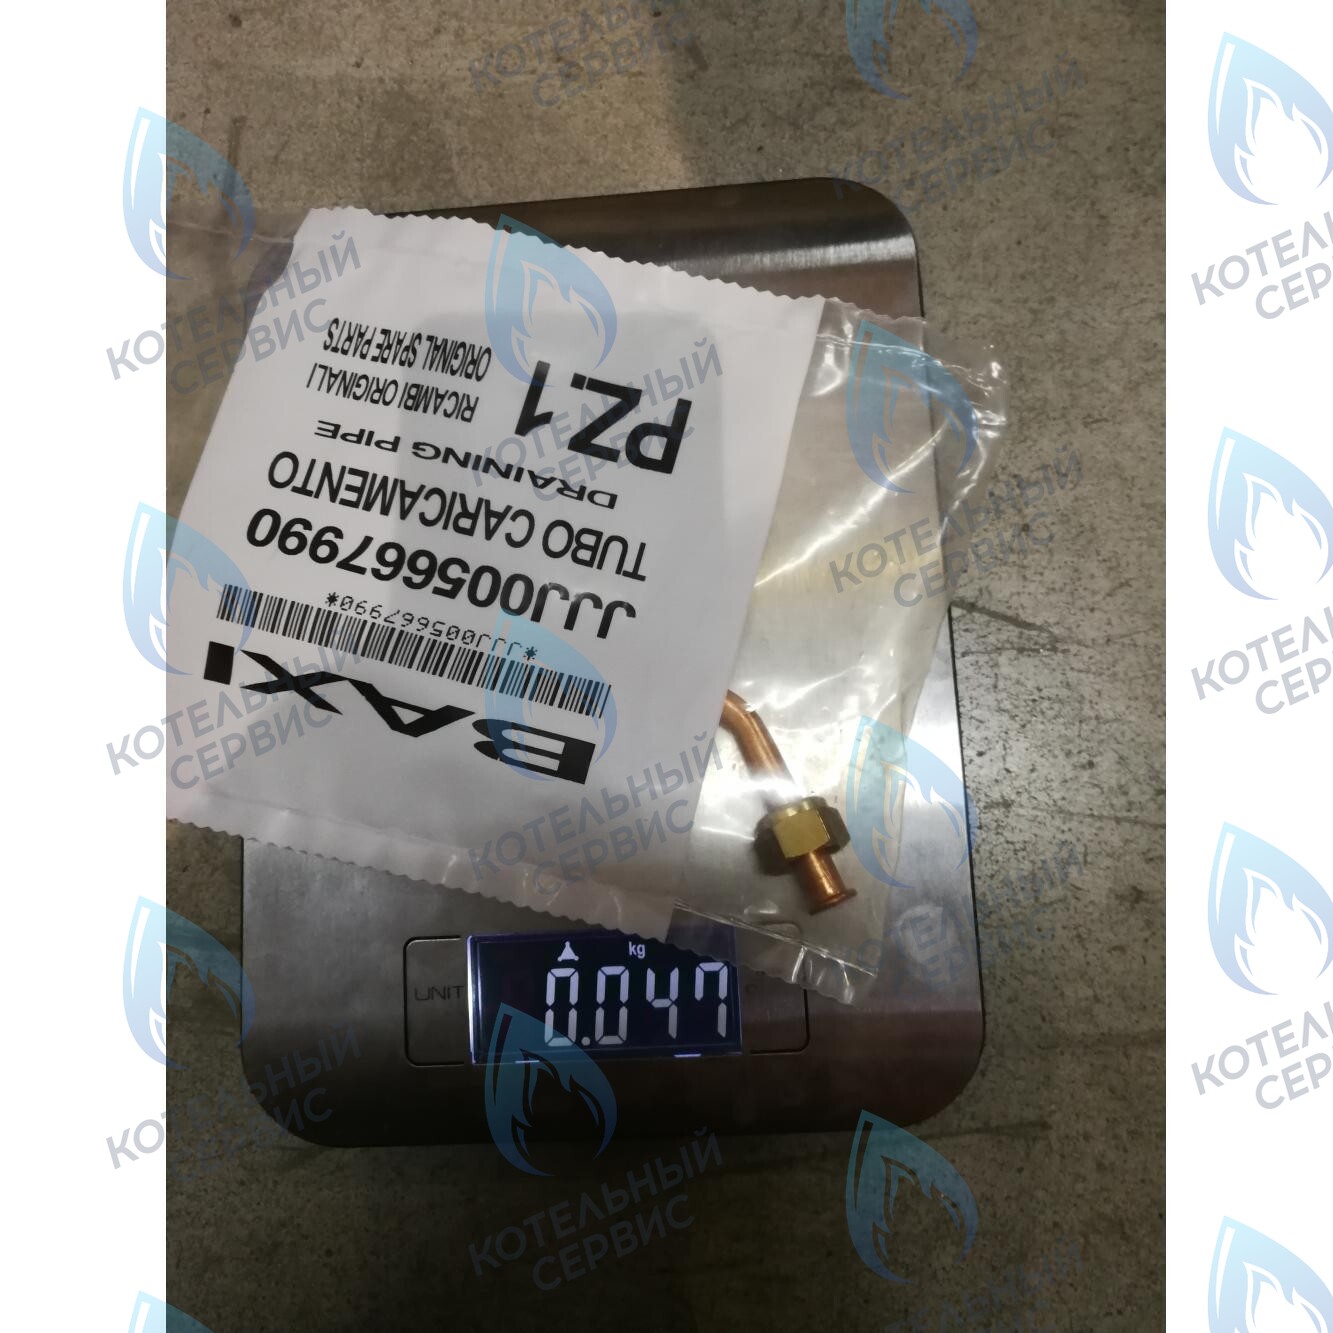 BAXI
*JJJ005667990*
JJJ005667990
TUBO CARICAMENTO
DRAINING PIPE
RICAMBI ORIGINALI
ORIGINAL SPARE PARTS
PZ.1
UNIT
kg
0.047
КОТЕЛЬНЫЙ
СЕРВИС